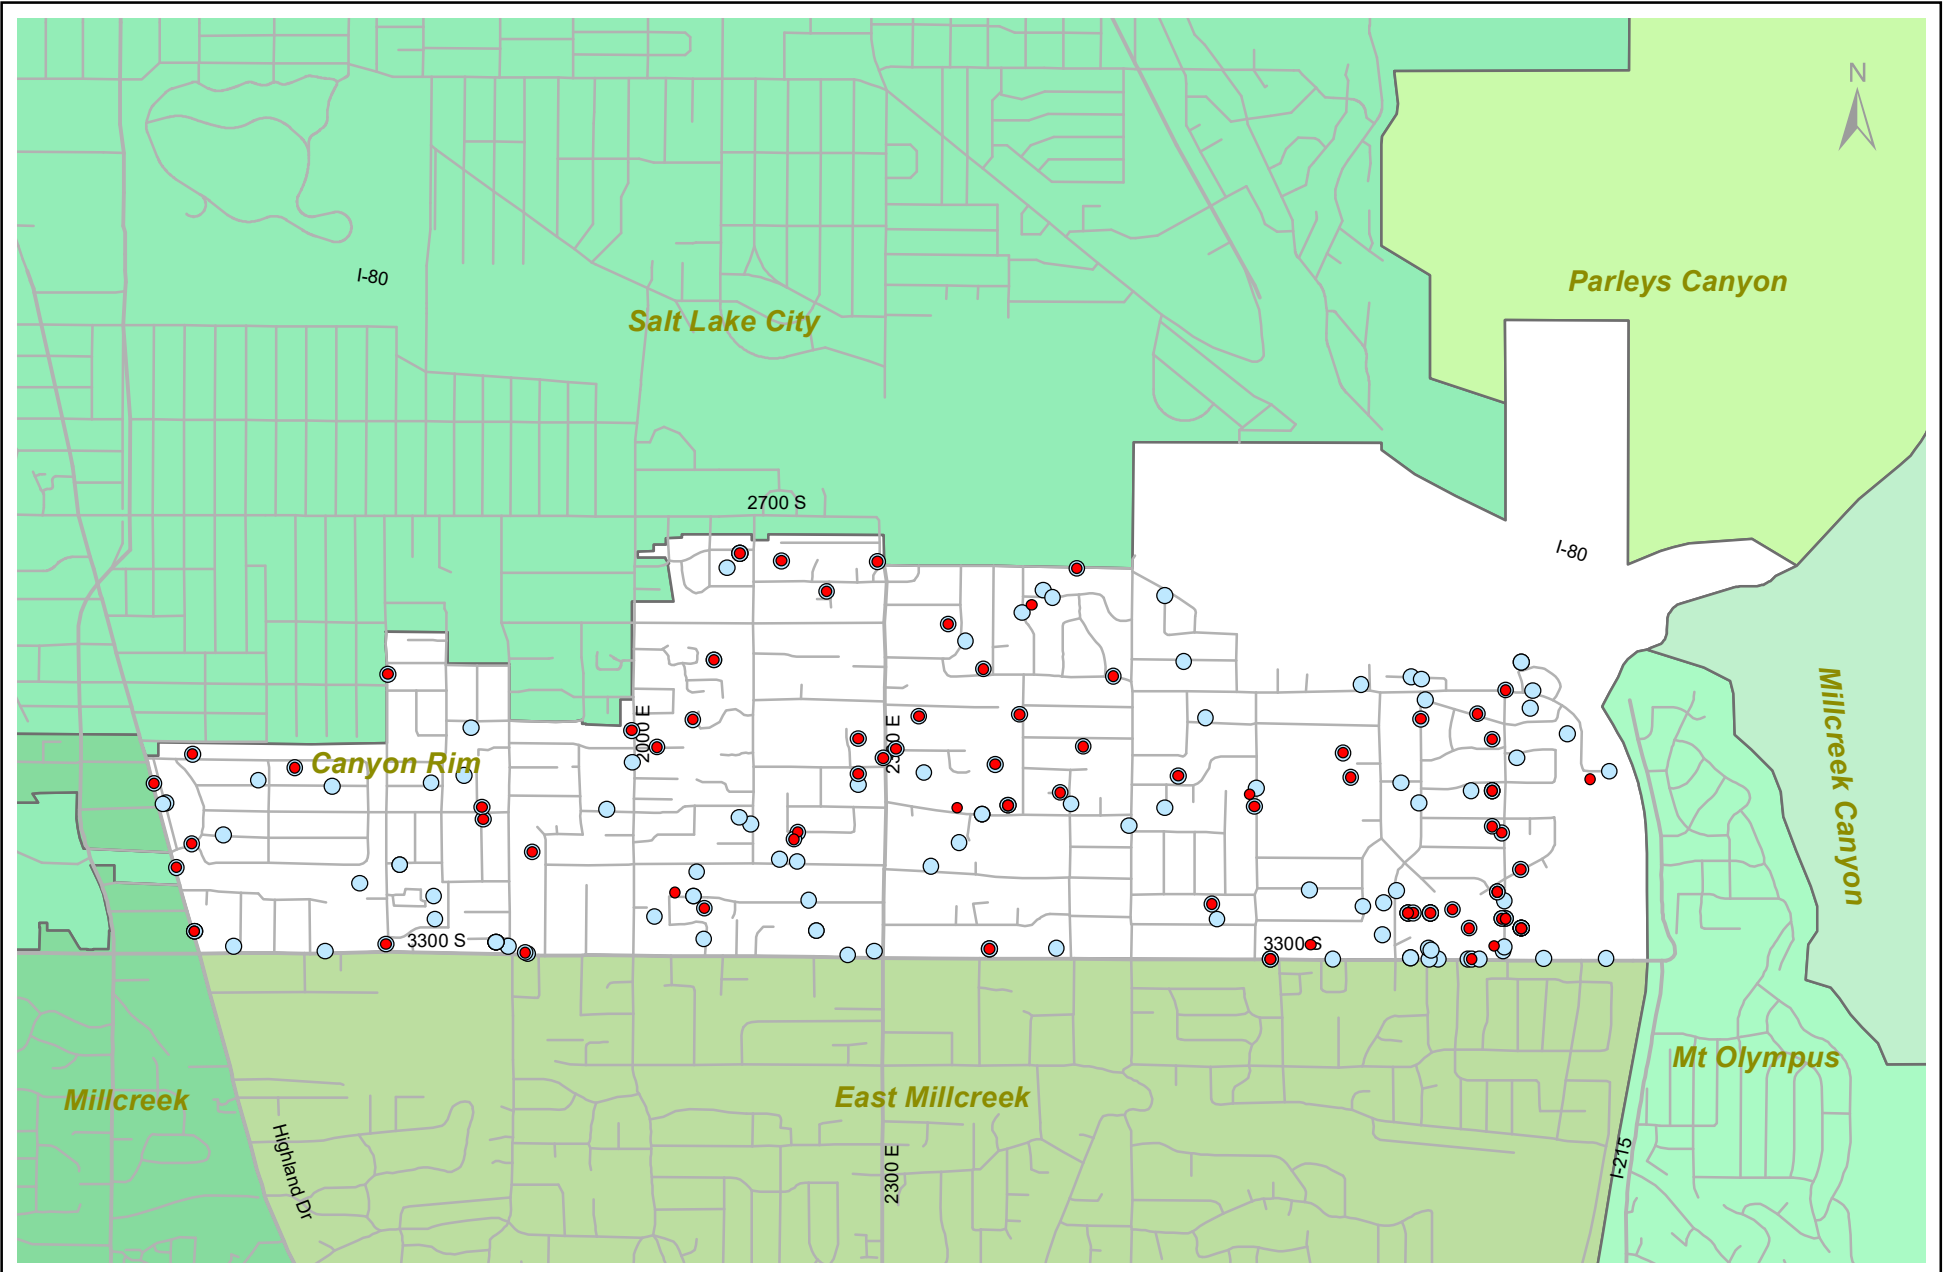 N
I-80
Parleys Canyon
Salt Lake City
2700 S
I-80
2000 E
2300 E
Canyon Rim
Millcreek Canyon
3300 S
3300 S
Mt Olympus
Millcreek
East Millcreek
Highland Dr
2300 E
I-215